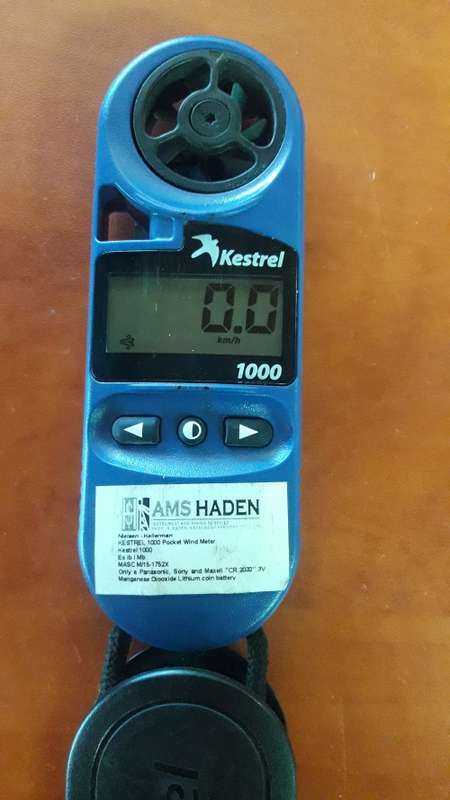 Kestrel
0.0
km/h
1000
AMS HADEN
Nielsen - Kellerman
KESTREL 1000 Pocket Wind Meter
Kestrel 1000
Ex ib I Mb
MASC M/15-1752X
Only a Panasonic, Sony and Maxell "CR 2032" 3V
Manganese Dioxide Lithium coin battery